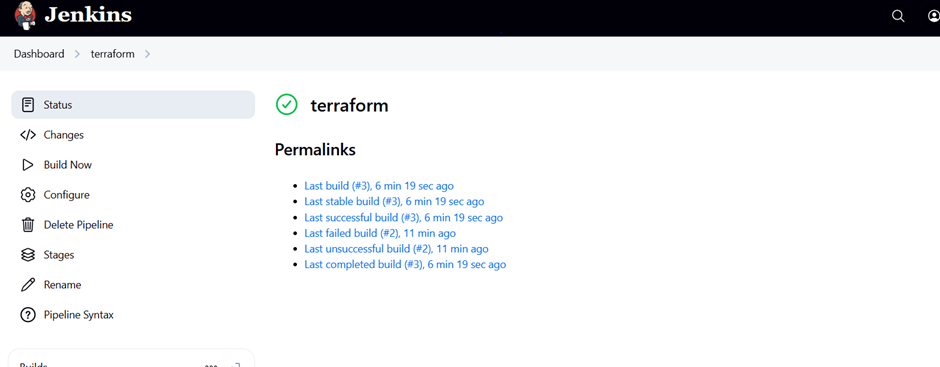 Jenkins
Dashboard
terraform
Status
Changes
Build Now
Configure
Delete Pipeline
Stages
Rename
Pipeline Syntax
Builds
terraform
Permalinks
Last build (#3), 6 min 19 sec ago
Last stable build (#3), 6 min 19 sec ago
Last successful build (#3), 6 min 19 sec ago
Last failed build (#2), 11 min ago
Last unsuccessful build (#2), 11 min ago
Last completed build (#3), 6 min 19 sec ago